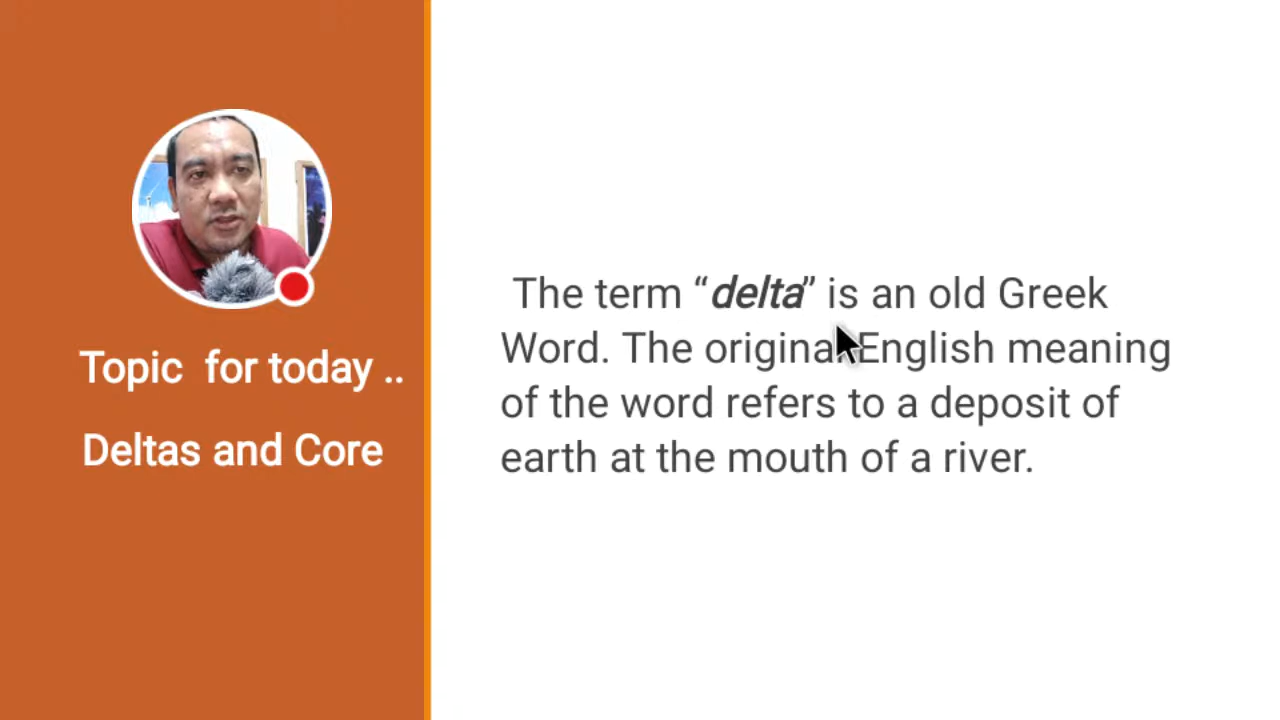 Topic for today ..
Deltas and Core
The term “delta” is an old Greek
Word. The original English meaning
of the word refers to a deposit of
earth at the mouth of a river.